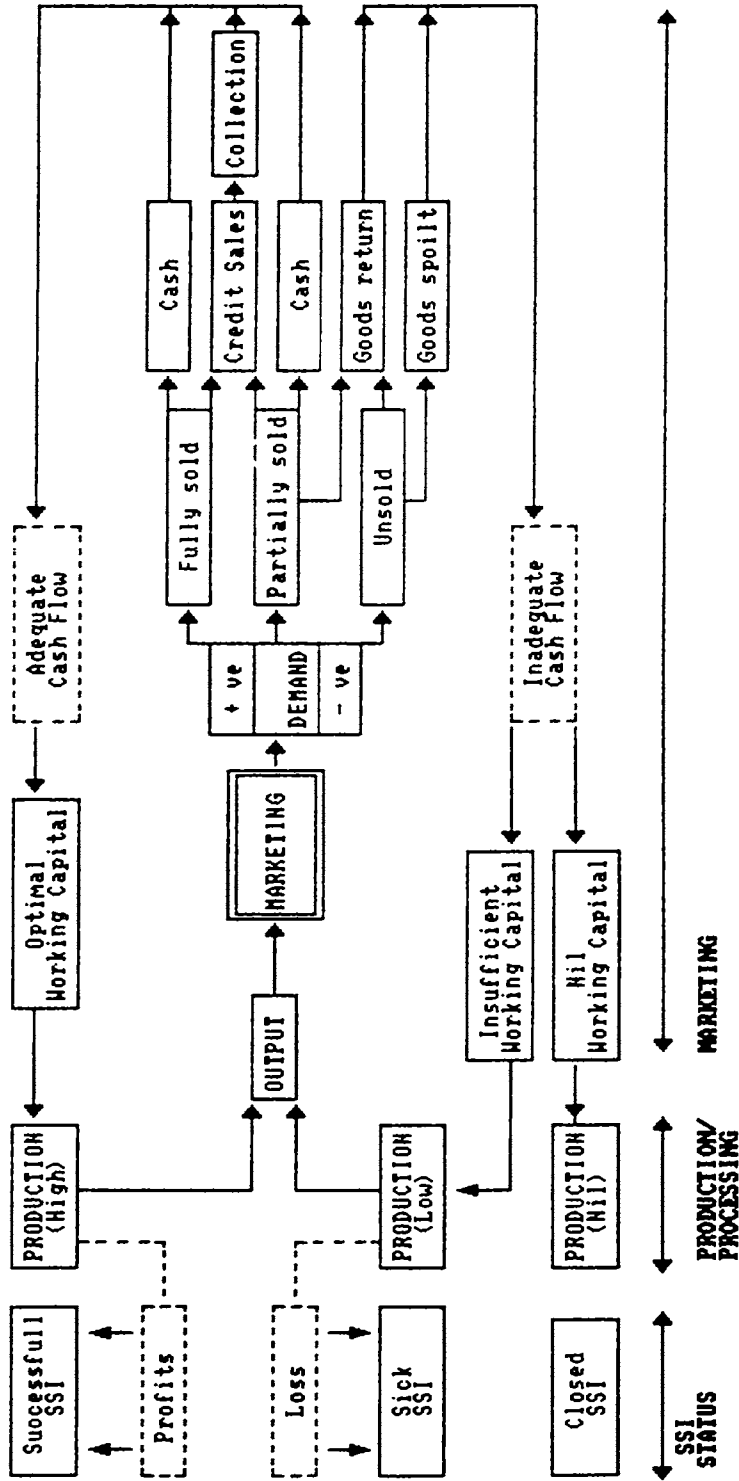 Successfull
SSI
Profits
Loss
Sick
SSI
Closed
SSI
SSI
STATUS
PRODUCTION
(High)
PRODUCTION
(Low)
PRODUCTION
(Nil)
PRODUCTION/
PROCESSING
Optimal
Working Capital
OUTPUT
Insufficient
Working Capital
Nil
Working Capital
MARKETING
Adequate
Cash Flow
MARKETING
+ ve
DEMAND
- ve
Inadequate
Cash Flow
Fully sold
Partially sold
Unsold
Cash
Credit Sales
Collection
Cash
Goods return
Goods spoilt